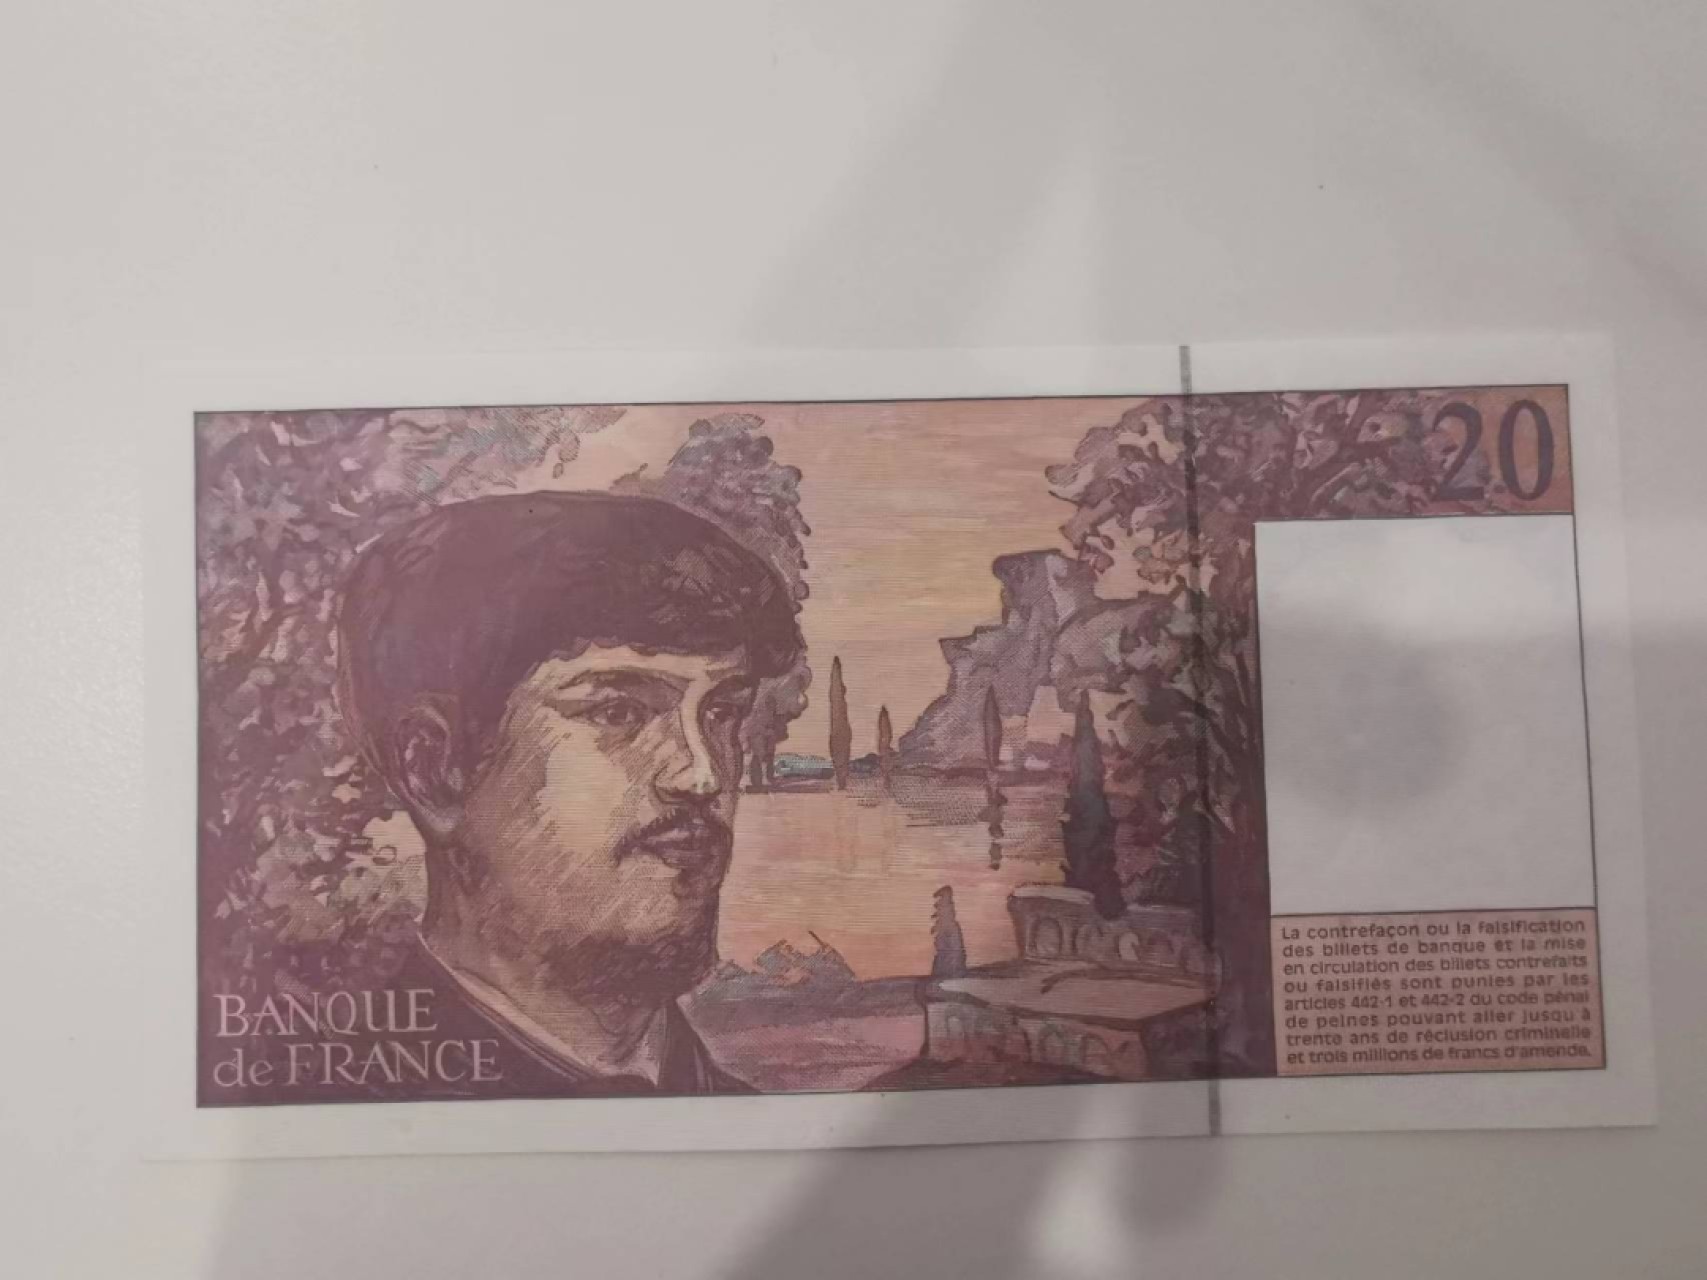 20
La contrefaçon ou la falsification
des billets de banque et la mise
en circulation des billets contrefaits
ou falsifiés sont punies par les
articles 442-1 et 442-2 du code pénal
de peines pouvant aller jusqu'à
trente ans de réclusion criminelle
et trois millions de francs d'amende.
BANQUE
de FRANCE